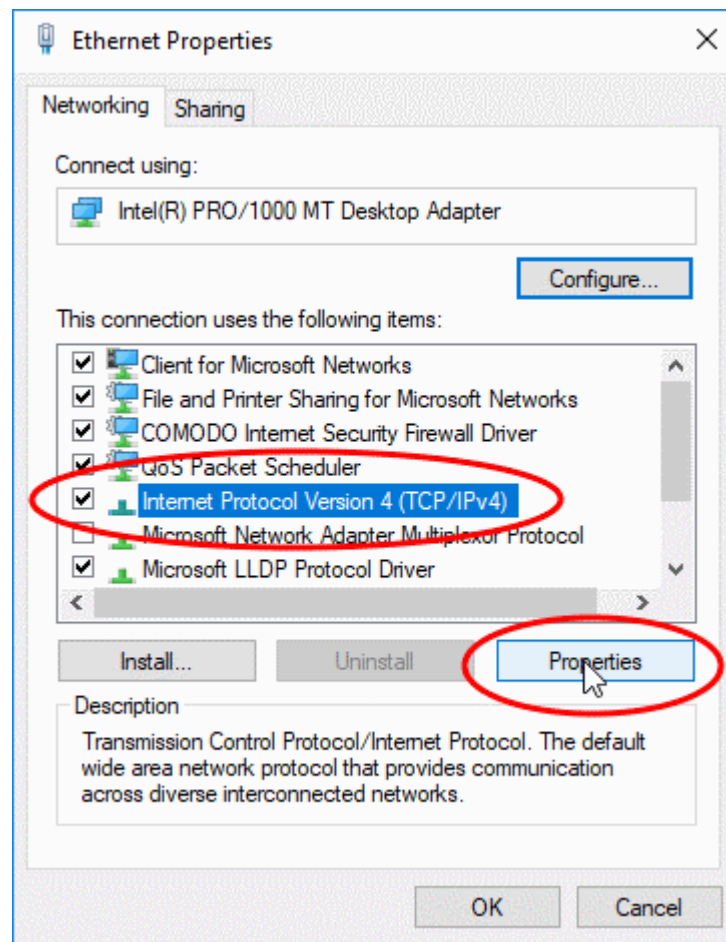 Ethernet Properties
Networking Sharing
Connect using:
Intel(R) PRO/1000 MT Desktop Adapter
Configure...
This connection uses the following items:
Client for Microsoft Networks
File and Printer Sharing for Microsoft Networks
COMODO Internet Security Firewall Driver
QoS Packet Scheduler
Internet Protocol Version 4 (TCP/IPv4)
Microsoft Network Adapter Multiplexor Protocol
Microsoft LLDP Protocol Driver
Install... Uninstall Properties
Description
Transmission Control Protocol/Internet Protocol. The default
wide area network protocol that provides communication
across diverse interconnected networks.
OK Cancel